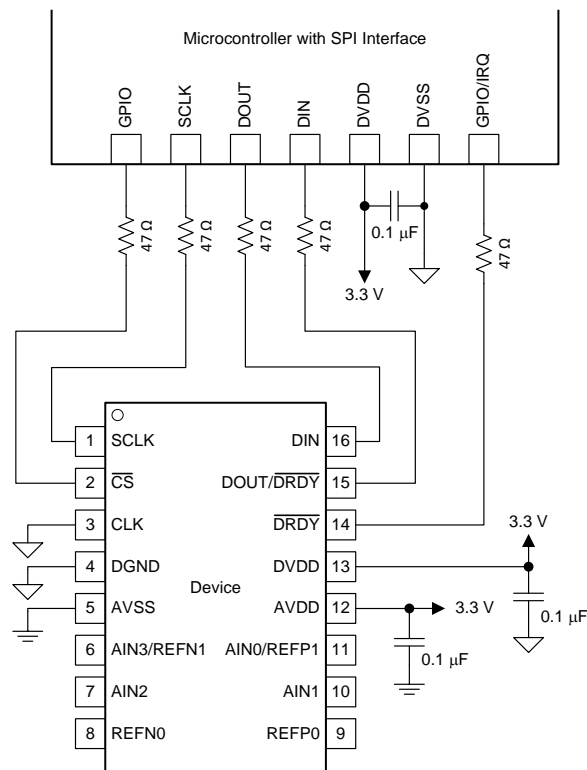 Microcontroller with SPI Interface
GPIO
SCLK
DOUT
DIN
DVDD
DVSS
GPIO/IRQ
47 Ω
47 Ω
47 Ω
47 Ω
0.1 μF
47 Ω
3.3 V
1 SCLK DIN 16
2 CS DOUT/DRDY 15
3 CLK DRDY 14
3.3 V
4 DGND DVDD 13
Device
5 AVSS AVDD 12
3.3 V
0.1 μF
6 AIN3/REFN1 AIN0/REFP1 11
0.1 μF
7 AIN2 AIN1 10
8 REFN0 REFP0 9